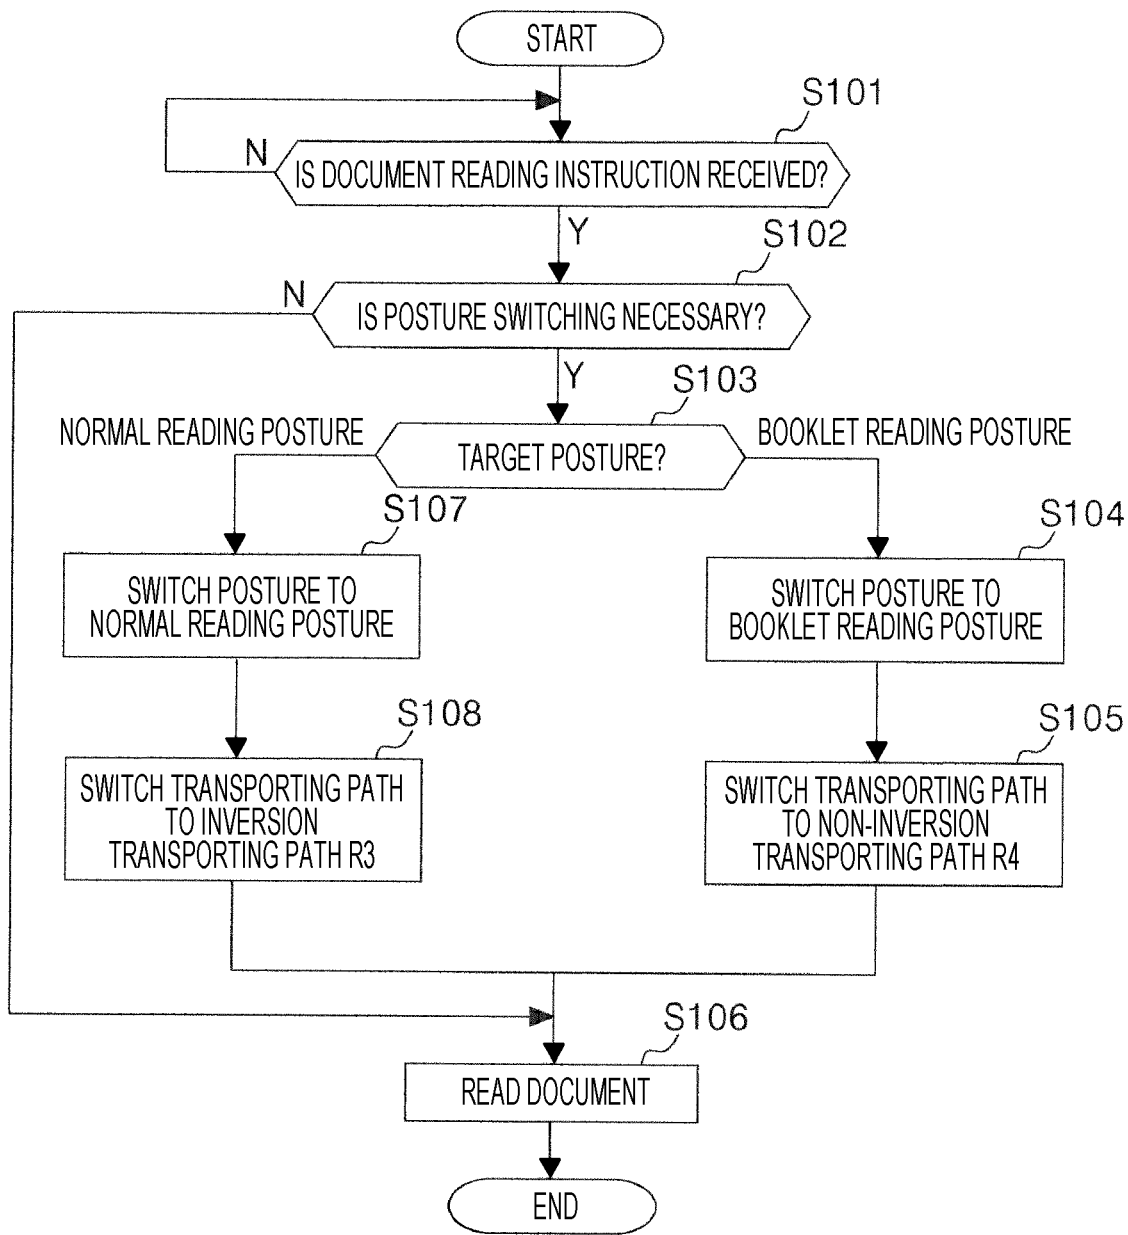 START
S101
N
IS DOCUMENT READING INSTRUCTION RECEIVED?
Y
S102
N
IS POSTURE SWITCHING NECESSARY?
Y
S103
NORMAL READING POSTURE
BOOKLET READING POSTURE
TARGET POSTURE?
S107
SWITCH POSTURE TO
NORMAL READING POSTURE
S104
SWITCH POSTURE TO
BOOKLET READING POSTURE
S108
SWITCH TRANSPORTING PATH
TO INVERSION
TRANSPORTING PATH R3
S105
SWITCH TRANSPORTING PATH
TO NON-INVERSION
TRANSPORTING PATH R4
S106
READ DOCUMENT
END